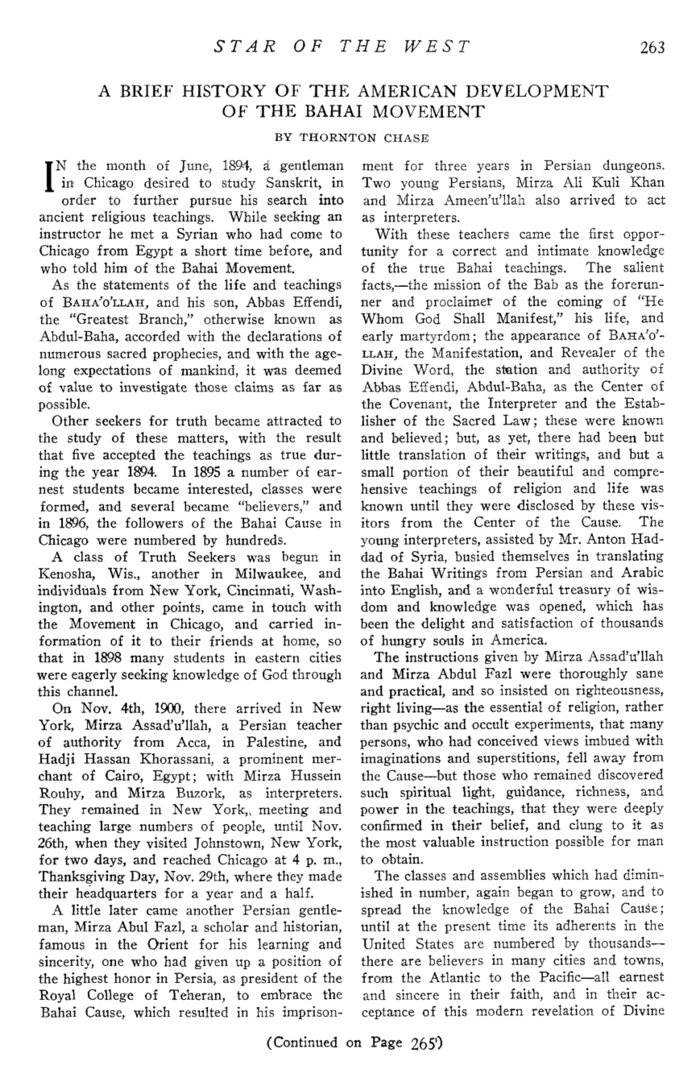 STAR OF THE WEST 263
A BRIEF HISTORY OF THE AMERICAN DEVELOPMENT
OF THE BAHAI MOVEMENT
BY THORNTON CHASE
IN the month of June, 1894, a gentleman
in Chicago desired to study Sanskrit, in
order to further pursue his search into
ancient religious teachings. While seeking an
instructor he met a Syrian who had come to
Chicago from Egypt a short time before, and
who told him of the Bahai Movement.
As the statements of the life and teachings
of BAHA'O'LLAH, and his son, Abbas Effendi,
the "Greatest Branch," otherwise known as
Abdul-Baha, accorded with the declarations of
numerous sacred prophecies, and with the age-
long expectations of mankind, it was deemed
of value to investigate those claims as far as
possible.
Other seekers for truth became attracted to
the study of these matters, with the result
that five accepted the teachings as true dur-
ing the year 1894. In 1895 a number of ear-
nest students became interested, classes were
formed, and several became "believers," and
in 1896, the followers of the Bahai Cause in
Chicago were numbered by hundreds.
A class of Truth Seekers was begun in
Kenosha, Wis., another in Milwaukee, and
individuals from New York, Cincinnati, Wash-
ington, and other points, came in touch with
the Movement in Chicago, and carried in-
formation of it to their friends at home, so
that in 1898 many students in eastern cities
were eagerly seeking knowledge of God through
this channel.
On Nov. 4th, 1900, there arrived in New
York, Mirza Assad'u'llah, a Persian teacher
of authority from Acca, in Palestine, and
Hadji Hassan Khorassani, a prominent mer-
chant of Cairo, Egypt; with Mirza Hussein
Rouhy, and Mirza Buzork, as interpreters.
They remained in New York, meeting and
teaching large numbers of people, until Nov.
26th, when they visited Johnstown, New York,
for two days, and reached Chicago at 4 p. m.,
Thanksgiving Day, Nov. 29th, where they made
their headquarters for a year and a half.
A little later came another Persian gentle-
man, Mirza Abul Fazl, a scholar and historian,
famous in the Orient for his learning and
sincerity, one who had given up a position of
the highest honor in Persia, as president of the
Royal College of Teheran, to embrace the
Bahai Cause, which resulted in his imprison-
ment for three years in Persian dungeons.
Two young Persians, Mirza Ali Kuli Khan
and Mirza Ameen'u'llah also arrived to act
as interpreters.
With these teachers came the first oppor-
tunity for a correct and intimate knowledge
of the true Bahai teachings. The salient
facts,—the mission of the Bab as the forerun-
ner and proclaimer of the coming of "He
Whom God Shall Manifest," his life, and
early martyrdom; the appearance of BAHA'O'-
LLAH, the Manifestation, and Revealer of the
Divine Word, the station and authority of
Abbas Effendi, Abdul-Baha, as the Center of
the Covenant, the Interpreter and the Estab-
lisher of the Sacred Law; these were known
and believed; but, as yet, there had been but
little translation of their writings, and but a
small portion of their beautiful and compre-
hensive teachings of religion and life was
known until they were disclosed by these vis-
itors from the Center of the Cause. The
young interpreters, assisted by Mr. Anton Had-
dad of Syria, busied themselves in translating
the Bahai Writings from Persian and Arabic
into English, and a wonderful treasury of wis-
dom and knowledge was opened, which has
been the delight and satisfaction of thousands
of hungry souls in America.
The instructions given by Mirza Assad'u'llah
and Mirza Abdul Fazl were thoroughly sane
and practical, and so insisted on righteousness,
right living—as the essential of religion, rather
than psychic and occult experiments, that many
persons, who had conceived views imbued with
imaginations and superstitions, fell away from
the Cause—but those who remained discovered
such spiritual light, guidance, richness, and
power in the teachings, that they were deeply
confirmed in their belief, and clung to it as
the most valuable instruction possible for man
to obtain.
The classes and assemblies which had dimin-
ished in number, again began to grow, and to
spread the knowledge of the Bahai Cause;
until at the present time its adherents in the
United States are numbered by thousands—
there are believers in many cities and towns,
from the Atlantic to the Pacific—all earnest
and sincere in their faith, and in their ac-
ceptance of this modern revelation of Divine
(Continued on Page 265)